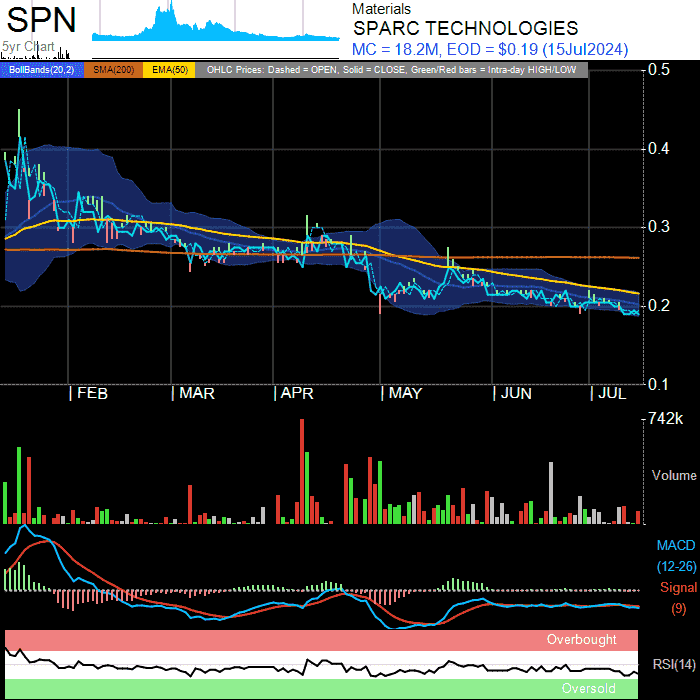 SPN
5yr Chart
Materials
SPARC TECHNOLOGIES
MC = 18.2M, EOD = $0.19 (15Jul2024)
BollBands(20,2) SMA(200) EMA(50) OHLC Prices: Dashed = OPEN, Solid = CLOSE, Green/Red bars = Intra-day HIGH/LOW
0.5
0.4
0.3
0.2
0.1
FEB MAR APR MAY JUN JUL
742k
Volume
MACD
(12-26)
Signal
(9)
Overbought
RSI(14)
Oversold